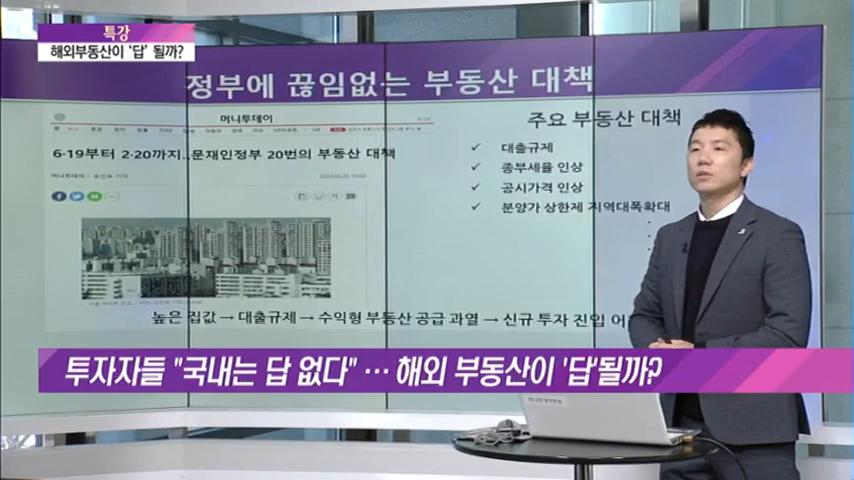 특강
해외부동산이 '답' 될까?
정부에 끊임없는 부동산 대책
머니투데이
6·19부터 2·20까지..문재인정부 20번의 부동산 대책
머니투데이
주요 부동산 대책
✓ 대출규제
✓ 종부세율 인상
✓ 공시가격 인상
✓ 분양가 상한제 지역대폭확대
높은 집값 → 대출규제 → 수익형 부동산 공급 과열 → 신규 투자 진입 어
투자자들 "국내는 답 없다" … 해외 부동산이 '답'될까?